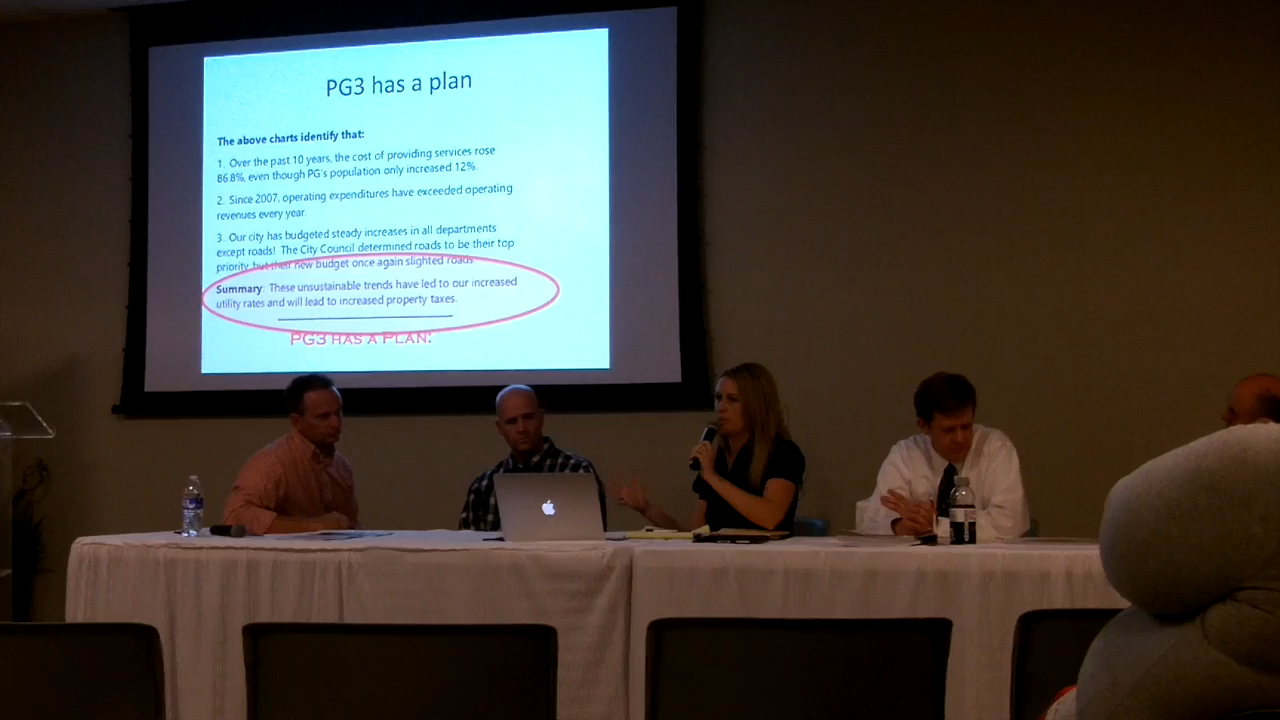 PG3 has a plan
The above charts identify that:
1. Over the past 10 years, the cost of providing services rose
86.8%, even though PG's population only increased 12%.
2. Since 2007, operating expenditures have exceeded operating
revenues every year.
3. Our city has budgeted steady increases in all departments
except roads! The City Council determined roads to be their top
priority, but their new budget once again slighted roads.
Summary: These unsustainable trends have led to our increased
utility rates and will lead to increased property taxes.
PG3 HAS A PLAN: